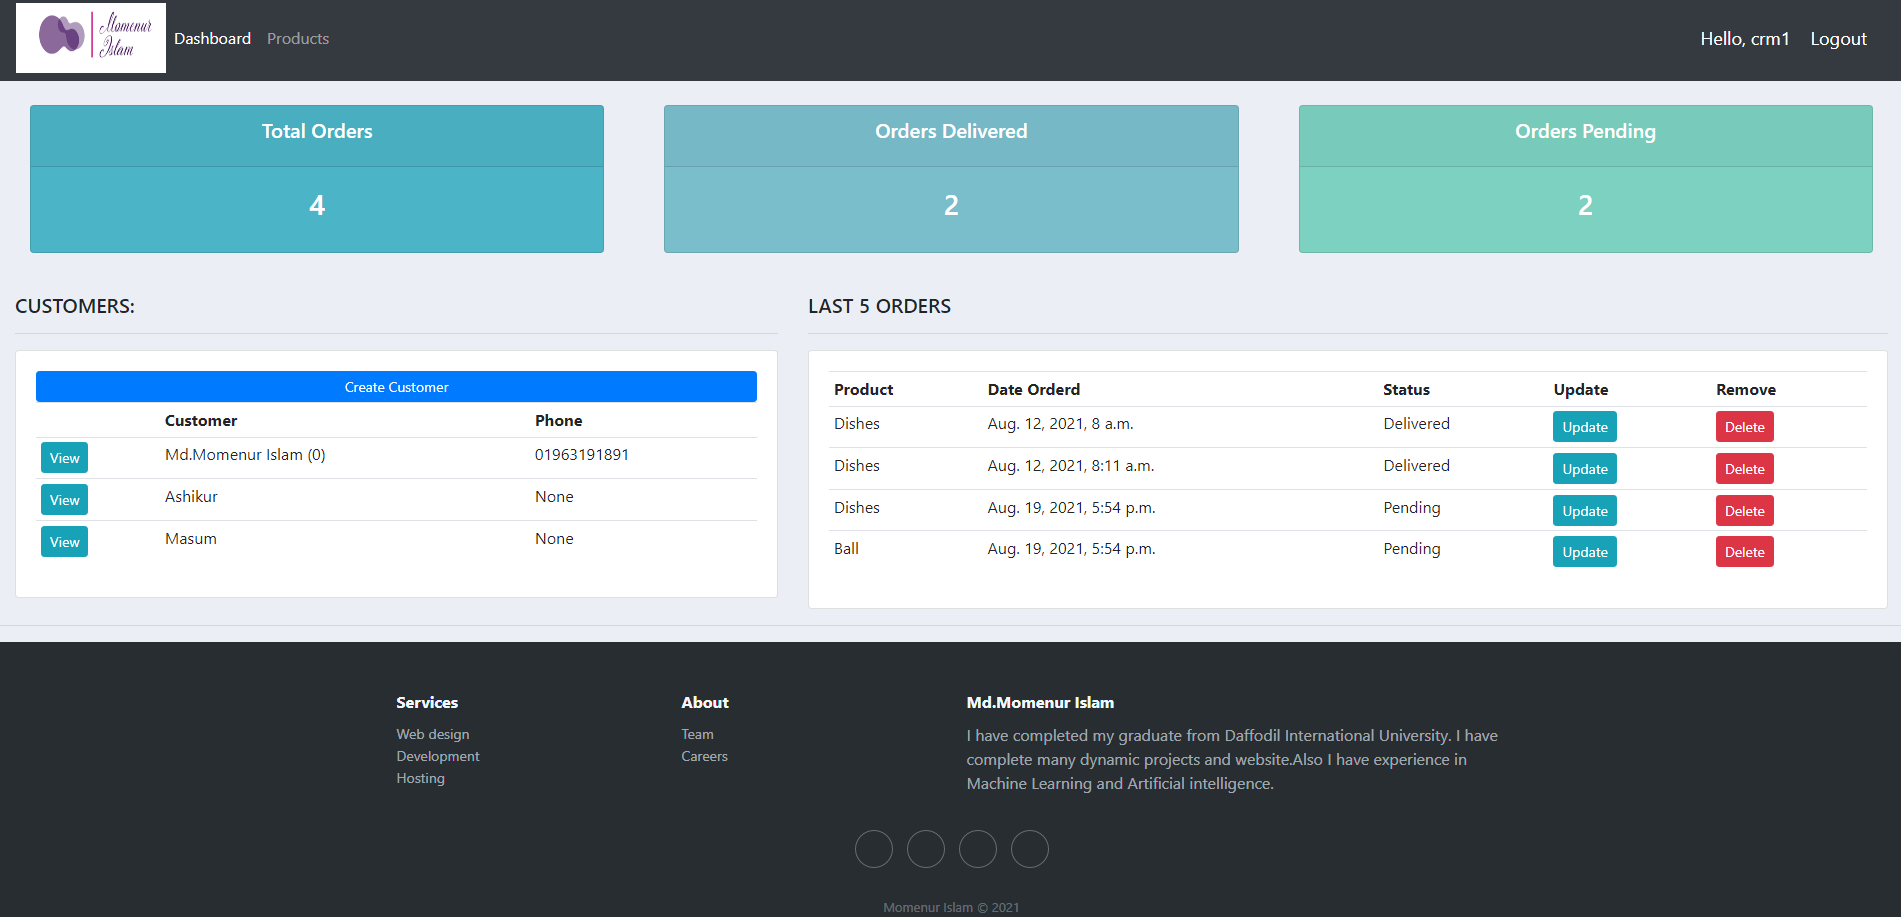 Momenur
Islam
Dashboard Products
Hello, crm1 Logout
Total Orders
4
Orders Delivered
2
Orders Pending
2
CUSTOMERS:
Create Customer
Customer Phone
View Md.Momenur Islam (0) 01963191891
View Ashikur None
View Masum None
LAST 5 ORDERS
Product Date Orderd Status Update Remove
Dishes Aug. 12, 2021, 8 a.m. Delivered Update Delete
Dishes Aug. 12, 2021, 8:11 a.m. Delivered Update Delete
Dishes Aug. 19, 2021, 5:54 p.m. Pending Update Delete
Ball Aug. 19, 2021, 5:54 p.m. Pending Update Delete
Services
Web design
Development
Hosting
About
Team
Careers
Md.Momenur Islam
I have completed my graduate from Daffodil International University. I have
complete many dynamic projects and website.Also I have experience in
Machine Learning and Artificial intelligence.
Momenur Islam © 2021